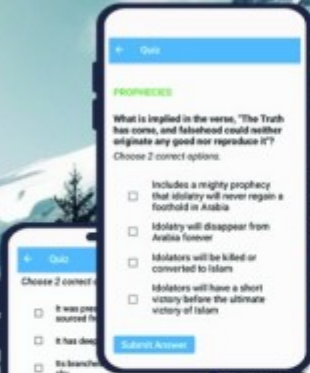 ← Quiz
PROPHECIES
What is implied in the verse, "The Truth
has come, and falsehood could neither
originate any good nor reproduce it"?
Choose 2 correct options.
Includes a mighty prophecy
that idolatry will never regain a
foothold in Arabia
Idolatry will disappear from
Arabia forever
Idolators will be killed or
converted to Islam
Idolators will have a short
victory before the ultimate
victory of Islam
Submit Answer
← Quiz
Choose 2 correct
It was
sourced
It has deep
Its branches